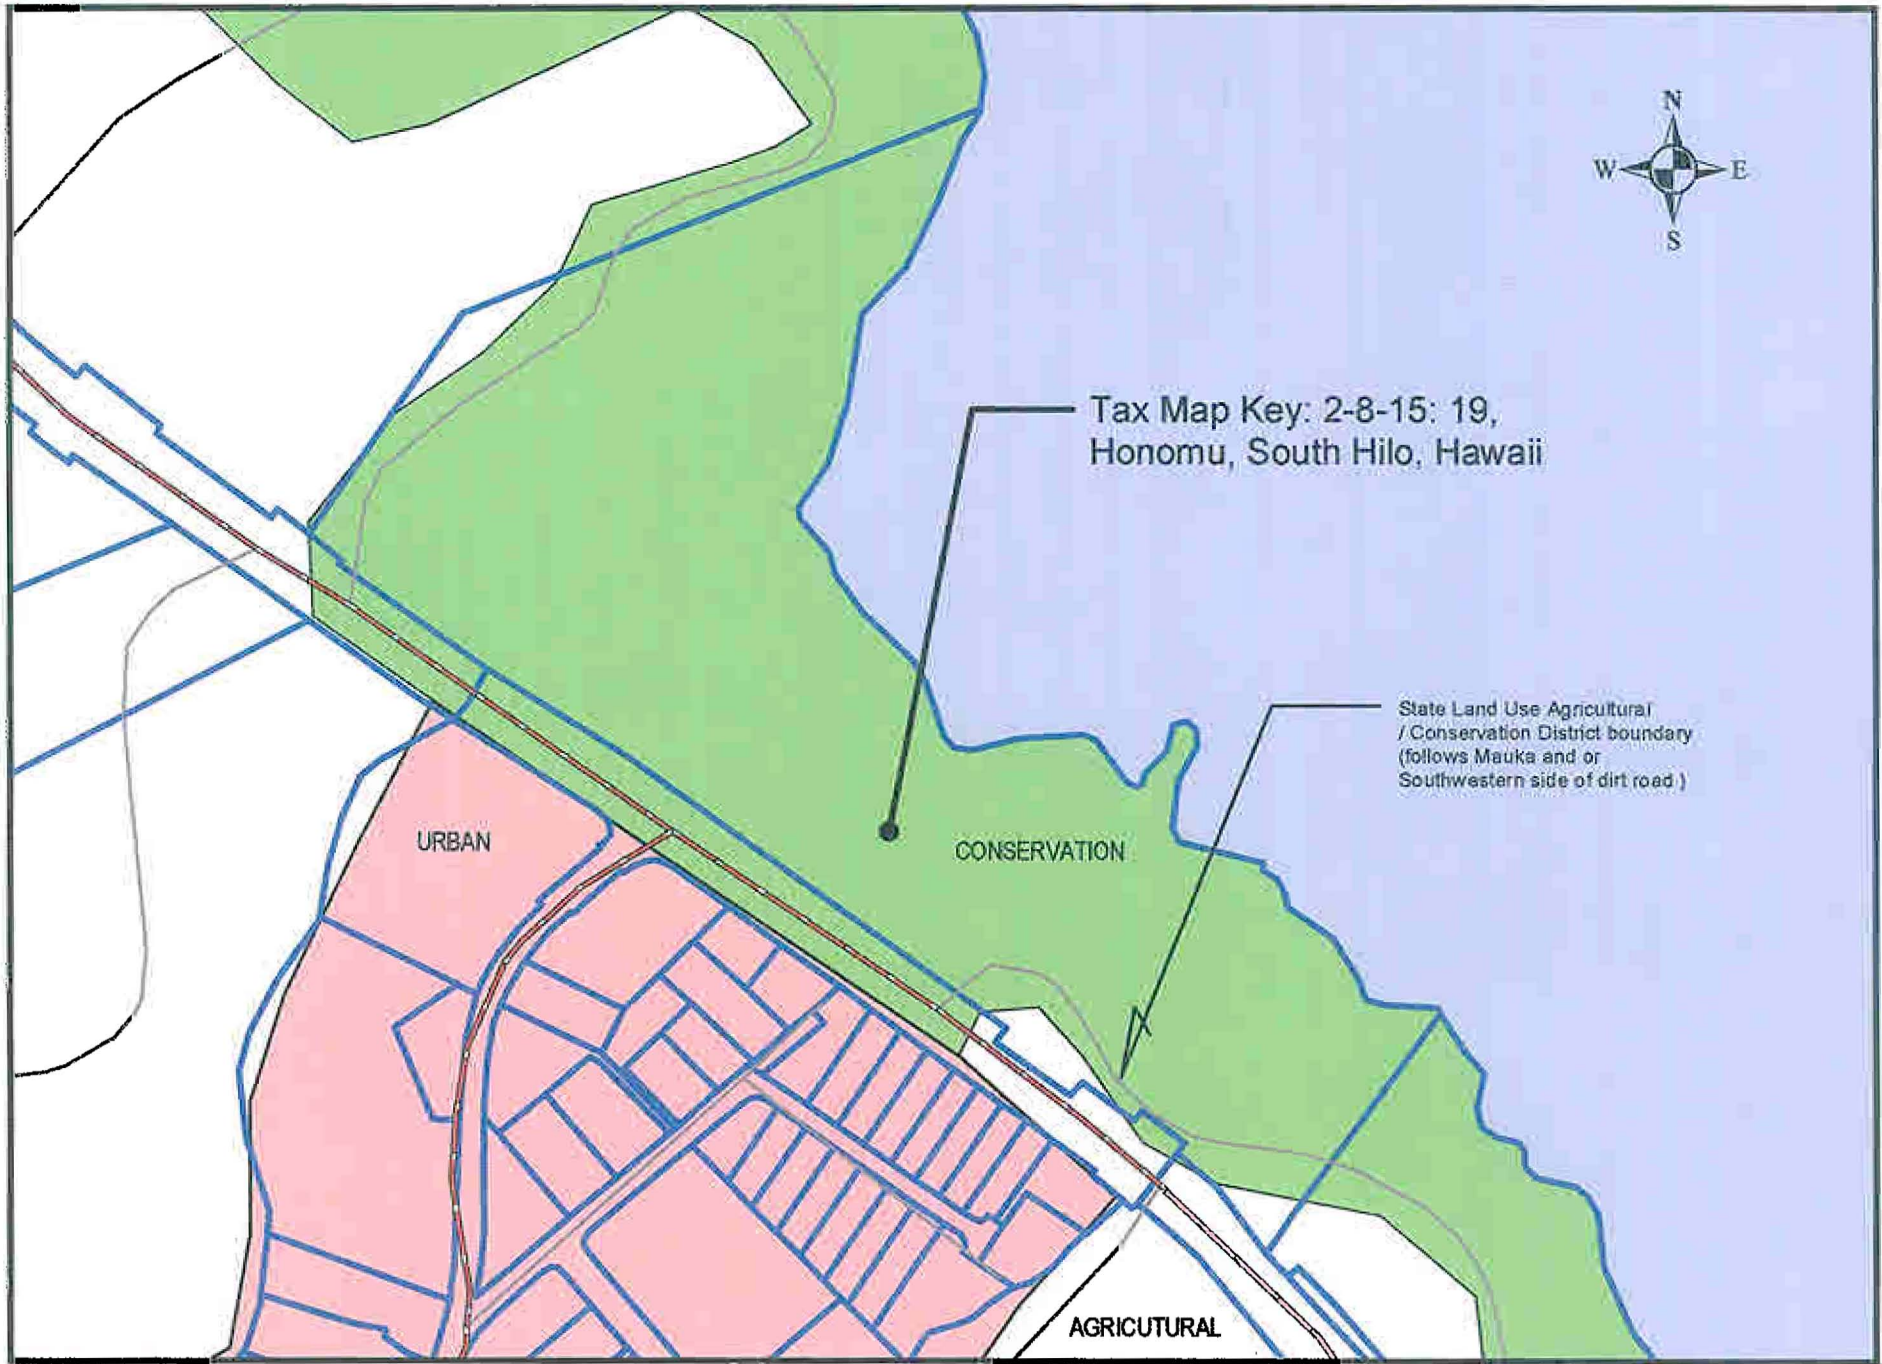 N
W E
S
Tax Map Key: 2-8-15: 19,
Honomu, South Hilo, Hawaii
State Land Use Agricultural
/ Conservation District boundary
(follows Mauka and or
Southwestern side of dirt road )
URBAN
CONSERVATION
AGRICUTURAL